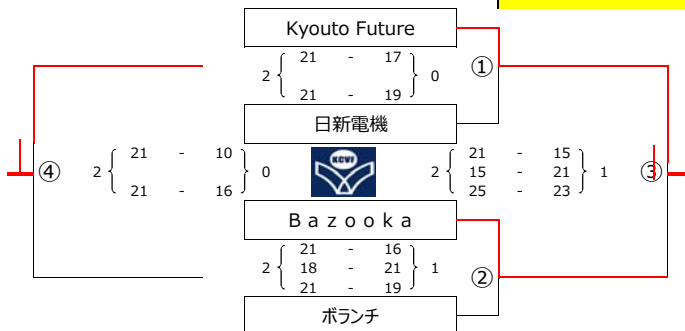 Kyouto Future
21 - 17
2 0 ①
21 - 19
日新電機
④ 2 21 - 10 0
21 - 16
KCVF
21 - 15
2 15 - 21 1 ③
25 - 23
Bazooka
21 - 16
2 18 - 21 1 ②
21 - 19
ボランチ